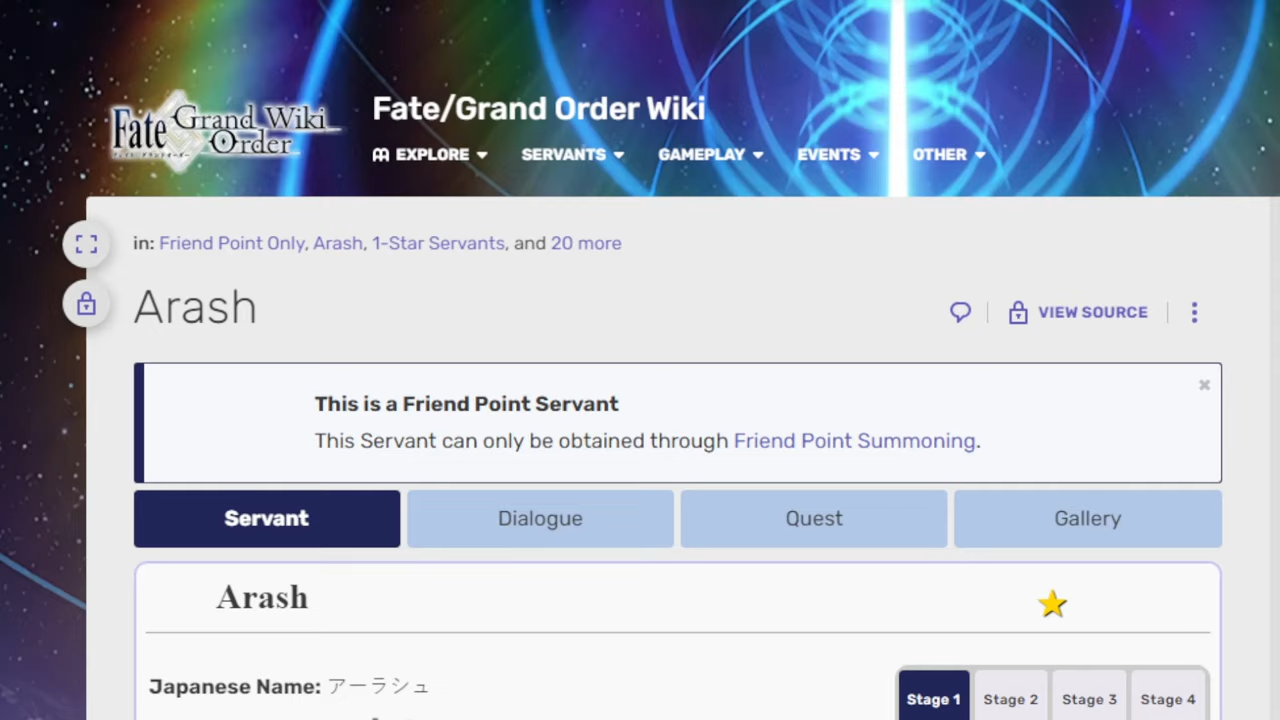 Fate Grand Wiki
Order
Fate/Grand Order Wiki
EXPLORE SERVANTS GAMEPLAY EVENTS OTHER
in: Friend Point Only, Arash, 1-Star Servants, and 20 more
Arash
VIEW SOURCE
This is a Friend Point Servant
This Servant can only be obtained through Friend Point Summoning.
Servant Dialogue Quest Gallery
Arash
Japanese Name: アーラシュ
Stage 1 Stage 2 Stage 3 Stage 4